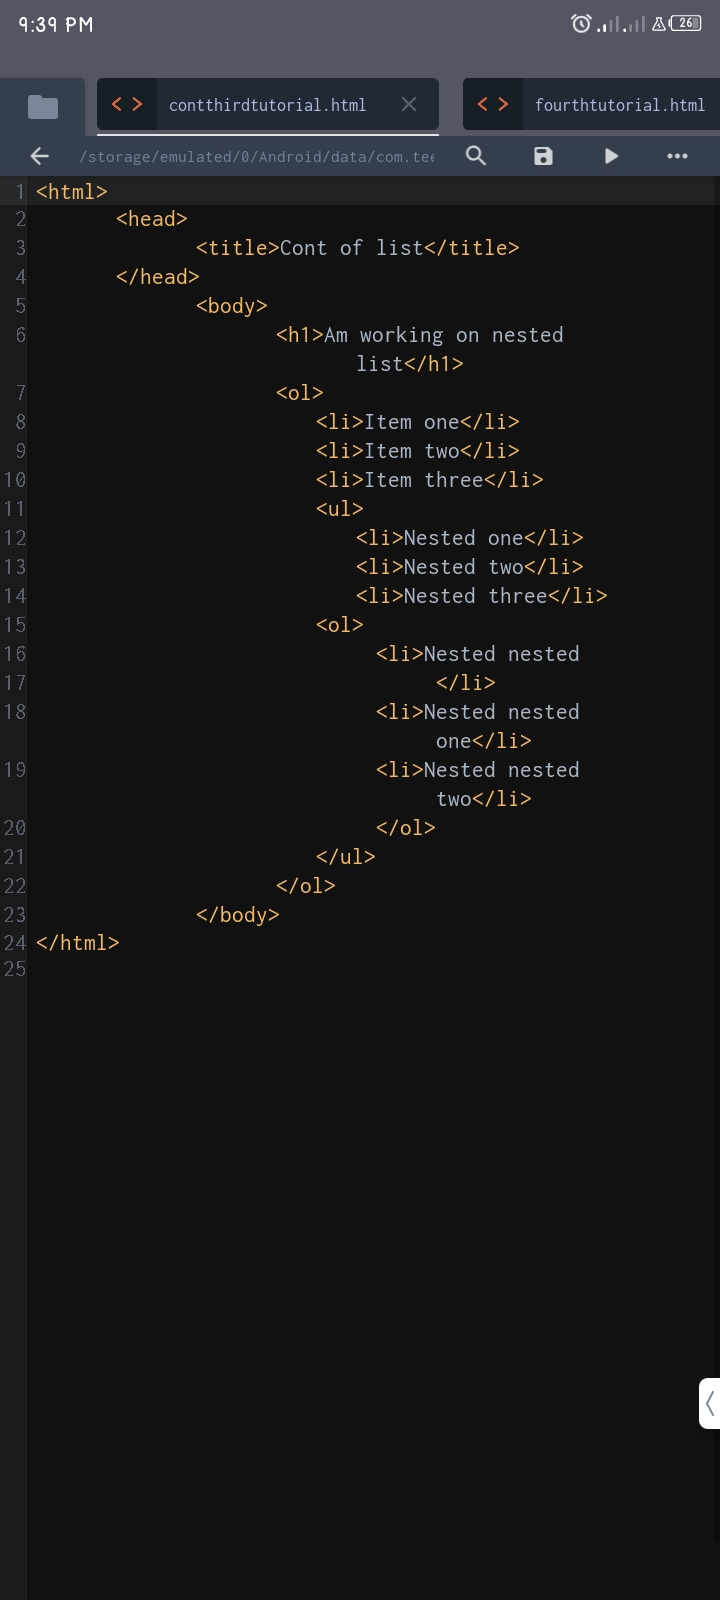 9:39 PM 26
< > contthirdtutorial.html × < > fourthtutorial.html
/storage/emulated/0/Android/data/com.tee
1 <html>
2 <head>
3 <title>Cont of list</title>
4 </head>
5 <body>
6 <h1>Am working on nested
list</h1>
7 <ol>
8 <li>Item one</li>
9 <li>Item two</li>
10 <li>Item three</li>
11 <ul>
12 <li>Nested one</li>
13 <li>Nested two</li>
14 <li>Nested three</li>
15 <ol>
16 <li>Nested nested
17 </li>
18 <li>Nested nested
one</li>
19 <li>Nested nested
two</li>
20 </ol>
21 </ul>
22 </ol>
23 </body>
24 </html>
25